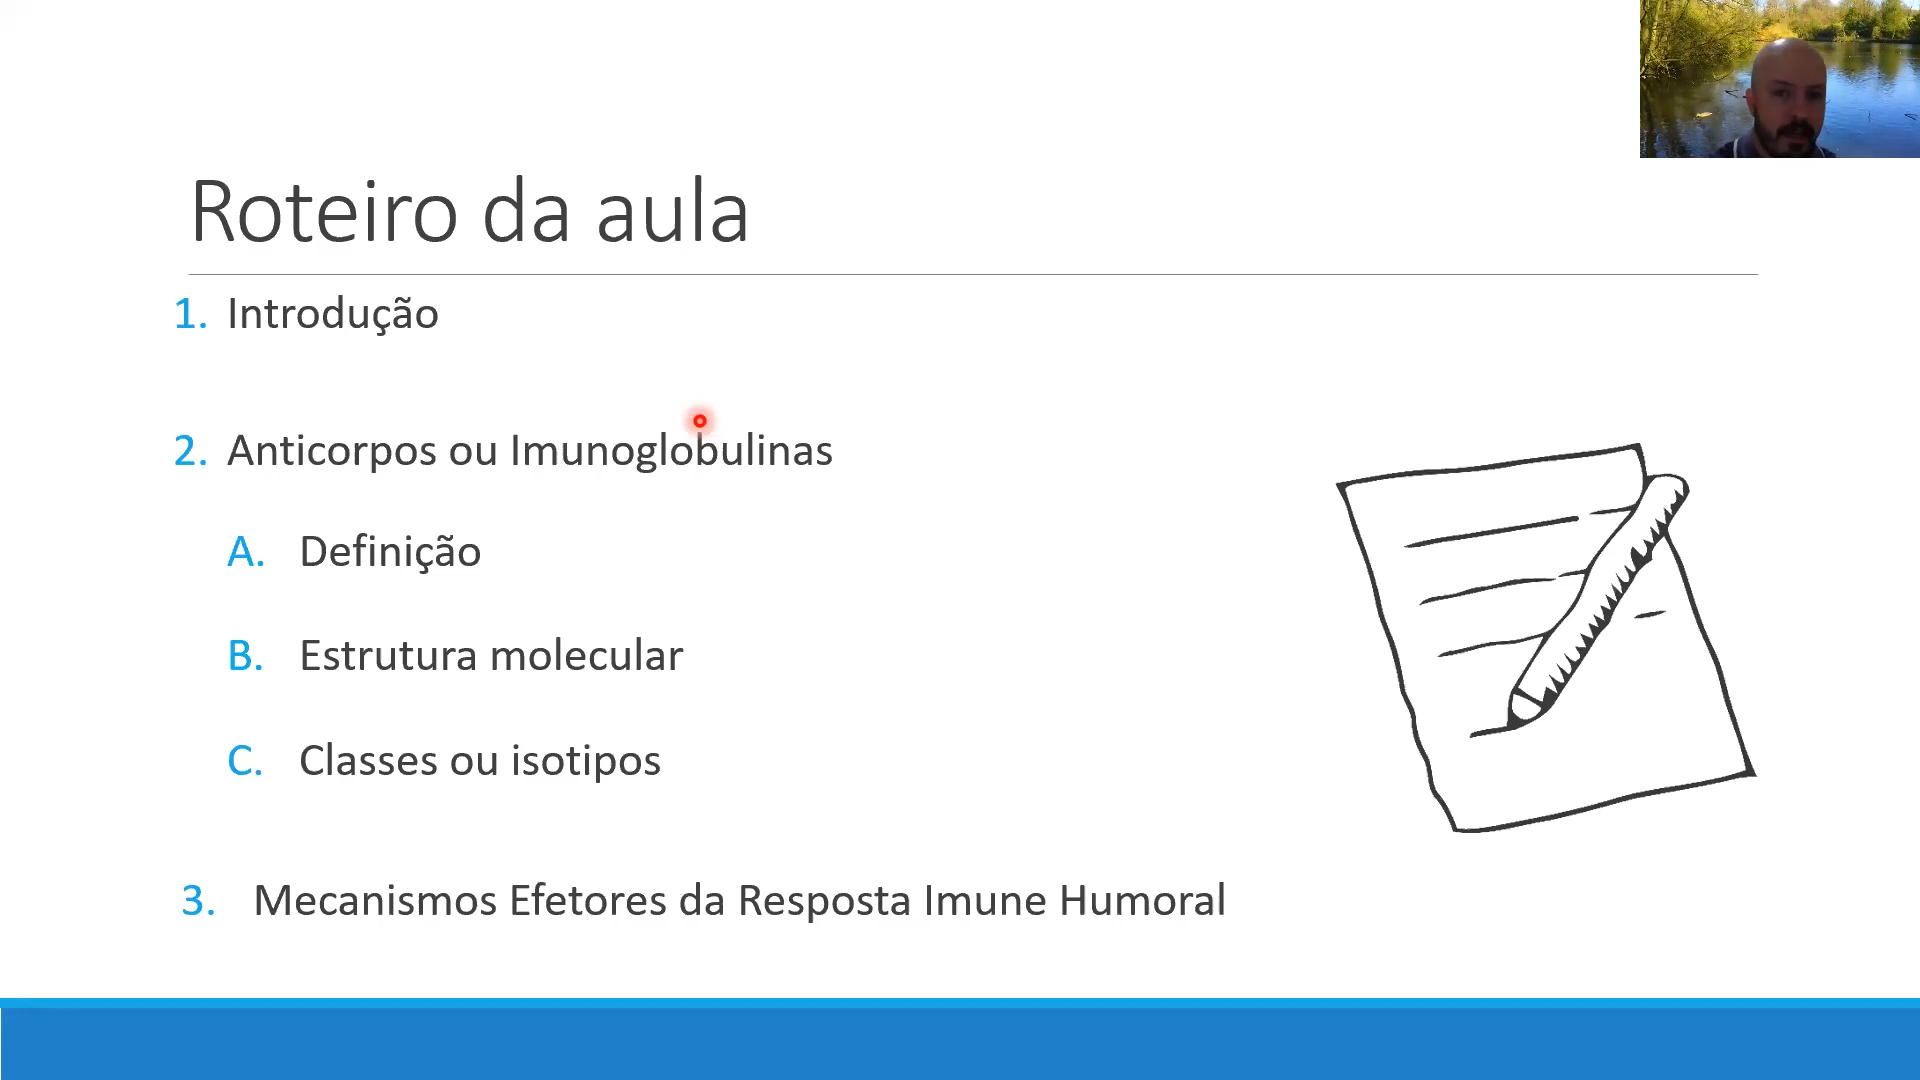 Roteiro da aula
1. Introdução
2. Anticorpos ou Imunoglobulinas
A. Definição
B. Estrutura molecular
C. Classes ou isotipos
3. Mecanismos Efetores da Resposta Imune Humoral